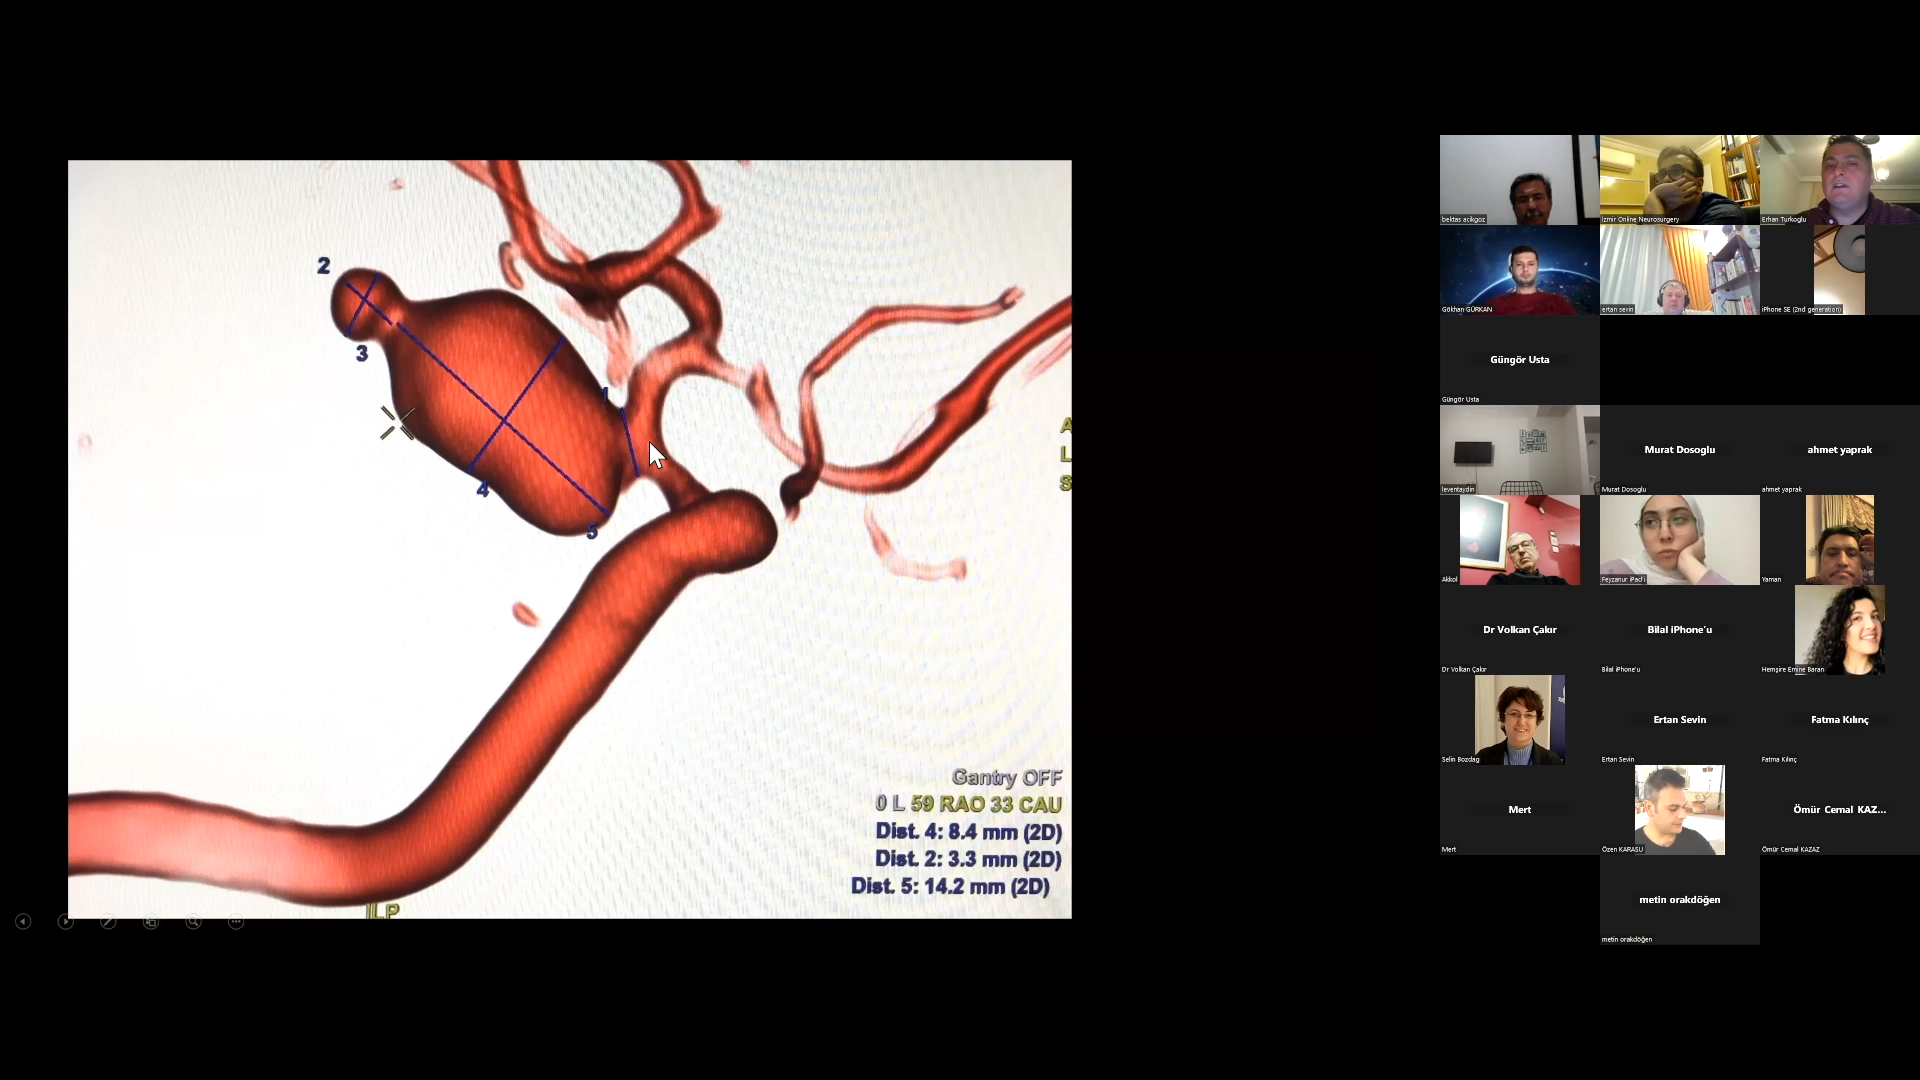 2
3
1
4
5
A
L
S
Gantry OFF
0 L 59 RAO 33 CAU
Dist. 4: 8.4 mm (2D)
Dist. 2: 3.3 mm (2D)
Dist. 5: 14.2 mm (2D)
bektas acikgoz
Izmir Online Neurosurgery
Erhan Turkoglu
Gökhan GÜRKAN
ertan sevin
iPhone SE (2nd generation)
Güngör Usta
Güngör Usta
leventaydin
Murat Dosoglu
Murat Dosoglu
ahmet yaprak
ahmet yaprak
Akkol
Feyzanur iPad'i
Yaman
Dr Volkan Çakır
Dr Volkan Çakır
Bilal iPhone'u
Bilal iPhone'u
Hemşire Emine Baran
Selin Bozdag
Ertan Sevin
Ertan Sevin
Fatma Kılınç
Fatma Kılınç
Mert
Mert
Özen KARASU
Ömür Cemal KAZ...
Ömür Cemal KAZAZ
metin orakdöğen
metin orakdöğen